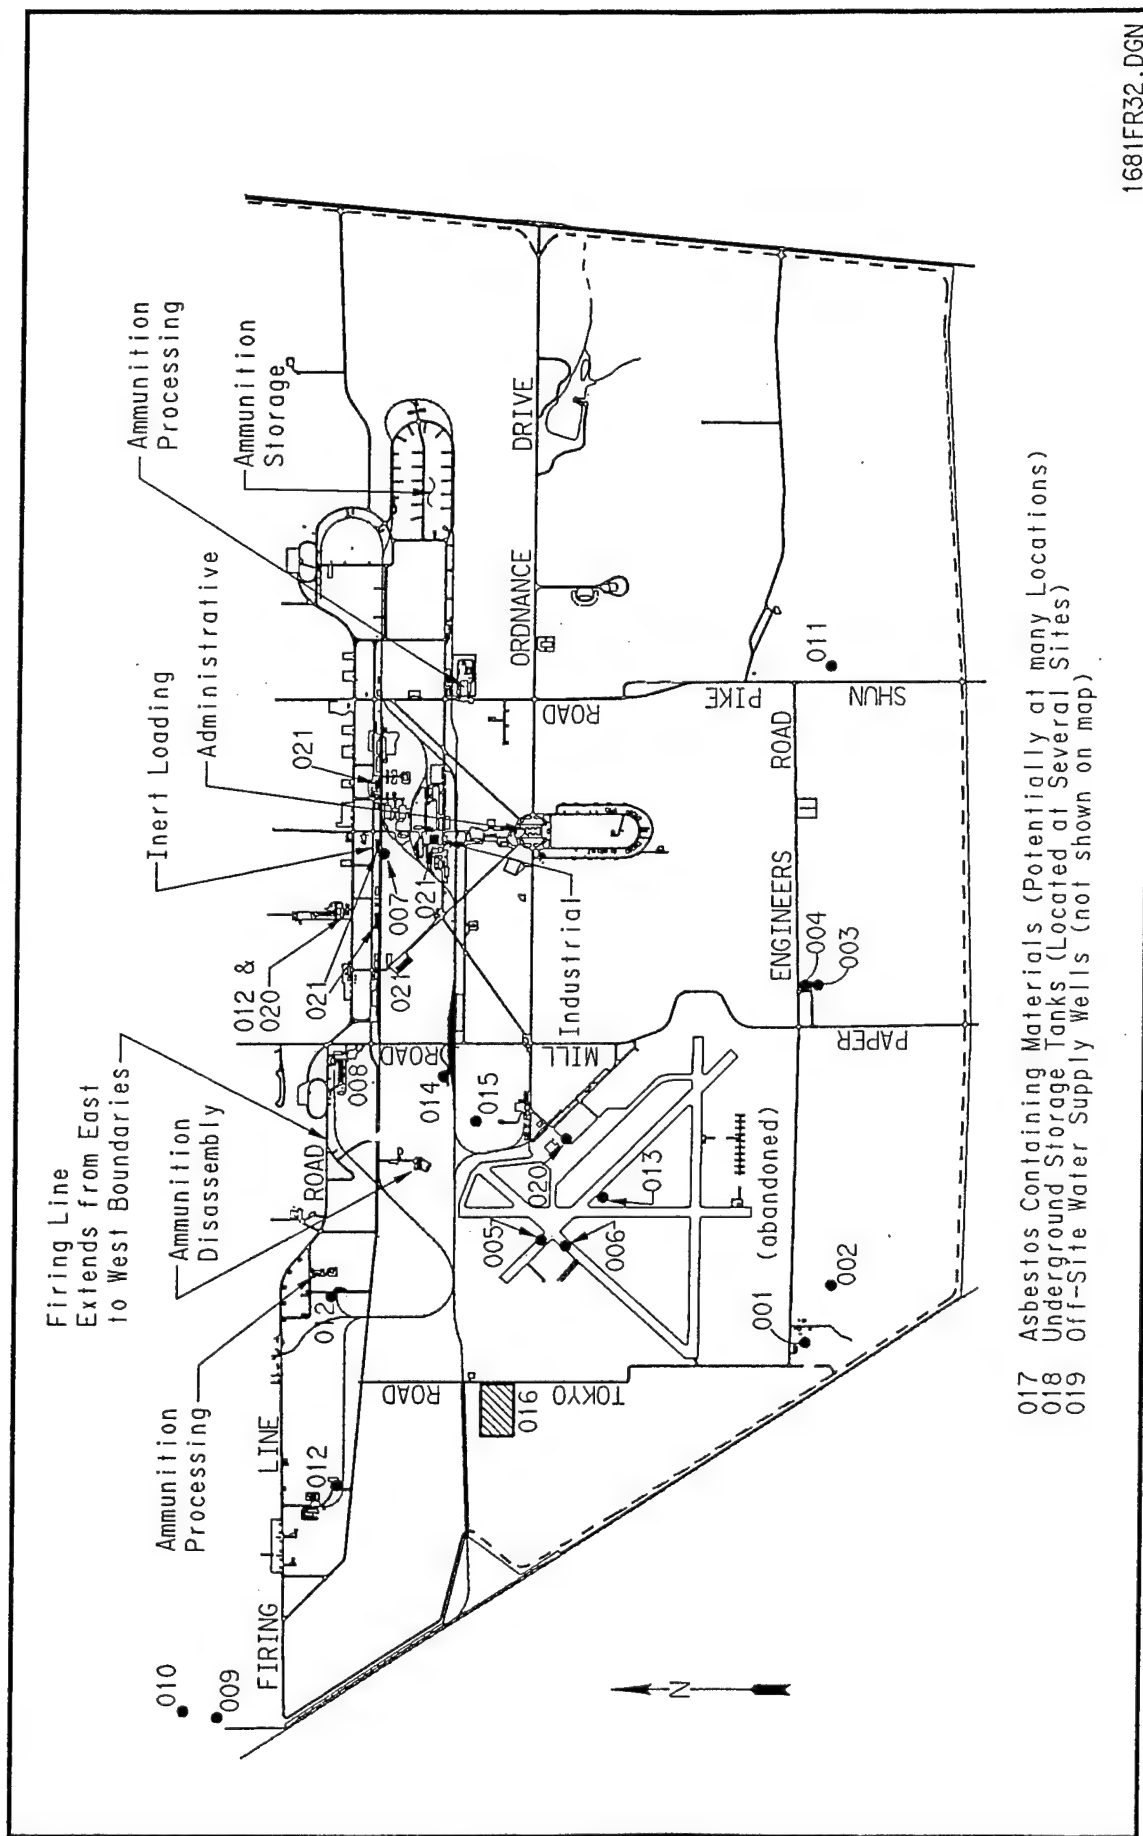 Firing Line
Extends from East
to West Boundaries
Ammunition
Processing
Ammunition
Disassembly
012 &
020
021
Inert Loading
Administrative
Ammunition
Processing
Ammunition
Storage
010
009
FIRING
LINE
ROAD
012
012
008
021
007
021
021
ROAD
ROAD
014
015
Industrial
MILL
016
TOKYO
005
006
020
013
ORDNANCE
DRIVE
ROAD
PIKE
(abandoned)
001
002
ENGINEERS
ROAD
004
003
PAPER
011
SHUN
N
017 Asbestos Containing Materials (Potentially at many Locations)
018 Underground Storage Tanks (Located at Several Sites)
019 Off-Site Water Supply Wells (not shown on map)
1681FR32.DGN